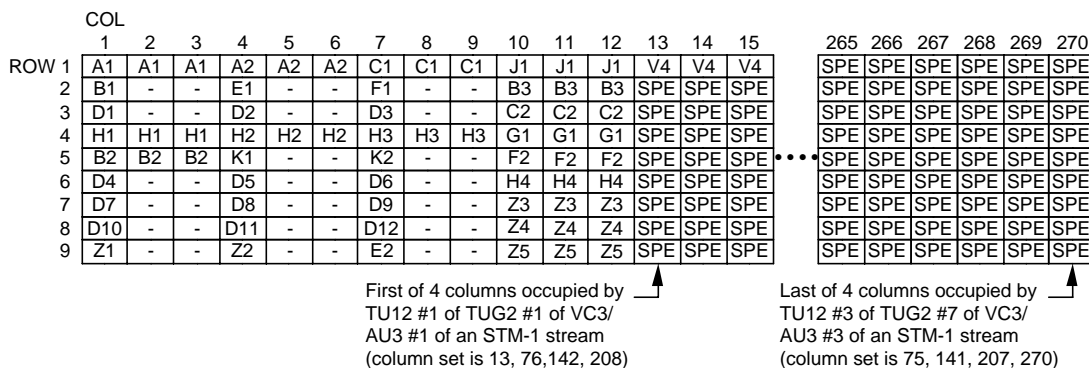 COL
1 2 3 4 5 6 7 8 9 10 11 12 13 14 15 265 266 267 268 269 270
ROW 1 A1 A1 A1 A2 A2 A2 C1 C1 C1 J1 J1 J1 V4 V4 V4 SPE SPE SPE SPE SPE SPE
2 B1 - - E1 - - F1 - - B3 B3 B3 SPE SPE SPE SPE SPE SPE SPE SPE SPE
3 D1 - - D2 - - D3 - - C2 C2 C2 SPE SPE SPE SPE SPE SPE SPE SPE SPE
4 H1 H1 H1 H2 H2 H2 H3 H3 H3 G1 G1 G1 SPE SPE SPE SPE SPE SPE SPE SPE SPE
5 B2 B2 B2 K1 - - K2 - - F2 F2 F2 SPE SPE SPE •••• SPE SPE SPE SPE SPE SPE
6 D4 - - D5 - - D6 - - H4 H4 H4 SPE SPE SPE SPE SPE SPE SPE SPE SPE
7 D7 - - D8 - - D9 - - Z3 Z3 Z3 SPE SPE SPE SPE SPE SPE SPE SPE SPE
8 D10 - - D11 - - D12 - - Z4 Z4 Z4 SPE SPE SPE SPE SPE SPE SPE SPE SPE
9 Z1 - - Z2 - - E2 - - Z5 Z5 Z5 SPE SPE SPE SPE SPE SPE SPE SPE SPE
First of 4 columns occupied by
TU12 #1 of TUG2 #1 of VC3/
AU3 #1 of an STM-1 stream
(column set is 13, 76,142, 208)
Last of 4 columns occupied by
TU12 #3 of TUG2 #7 of VC3/
AU3 #3 of an STM-1 stream
(column set is 75, 141, 207, 270)